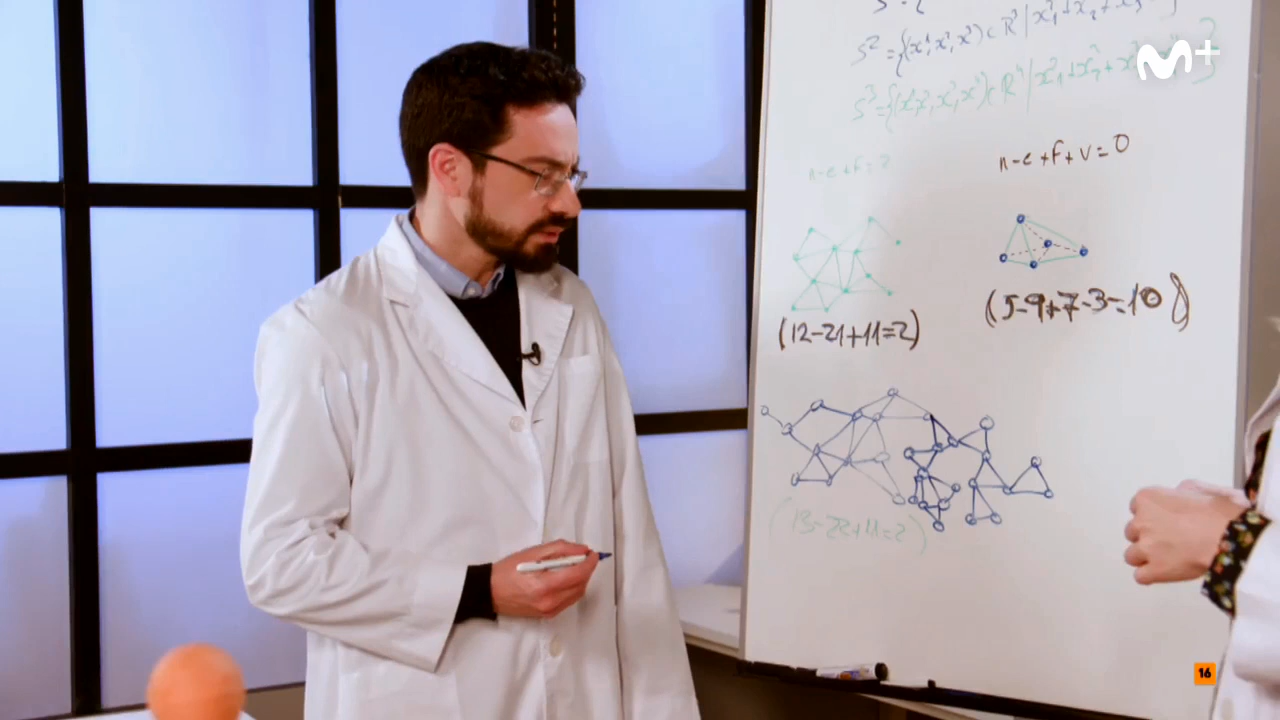 M+
S² = {(x¹, x², x³) ∈ R³ | x₁² + x₂² + x₃²
S³ = {(x¹, x², x³, x⁴) ∈ R⁴ | x₁² + x₂² + x
n-e+f=2
n-e+f+v=0
(12-21+11=2)
(5-9+7-3=10)
(13-22+11=2)
16